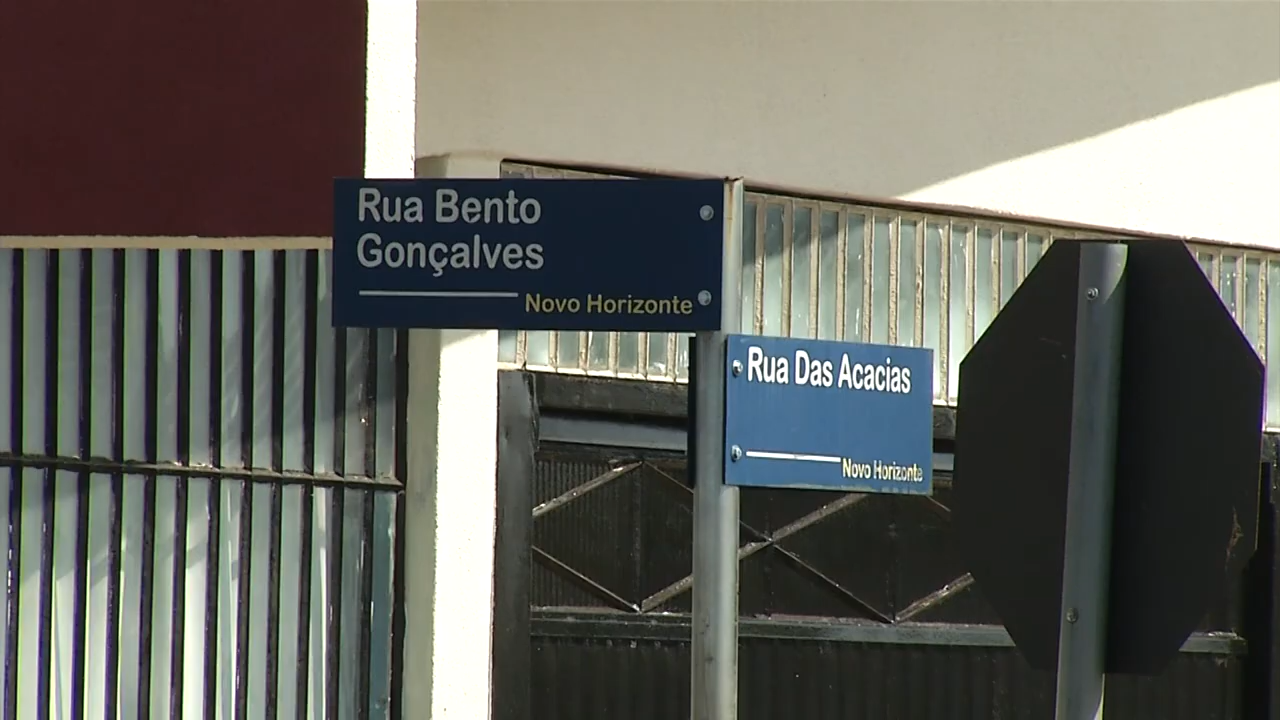 Rua Bento
Gonçalves
Novo Horizonte
Rua Das Acacias
Novo Horizonte